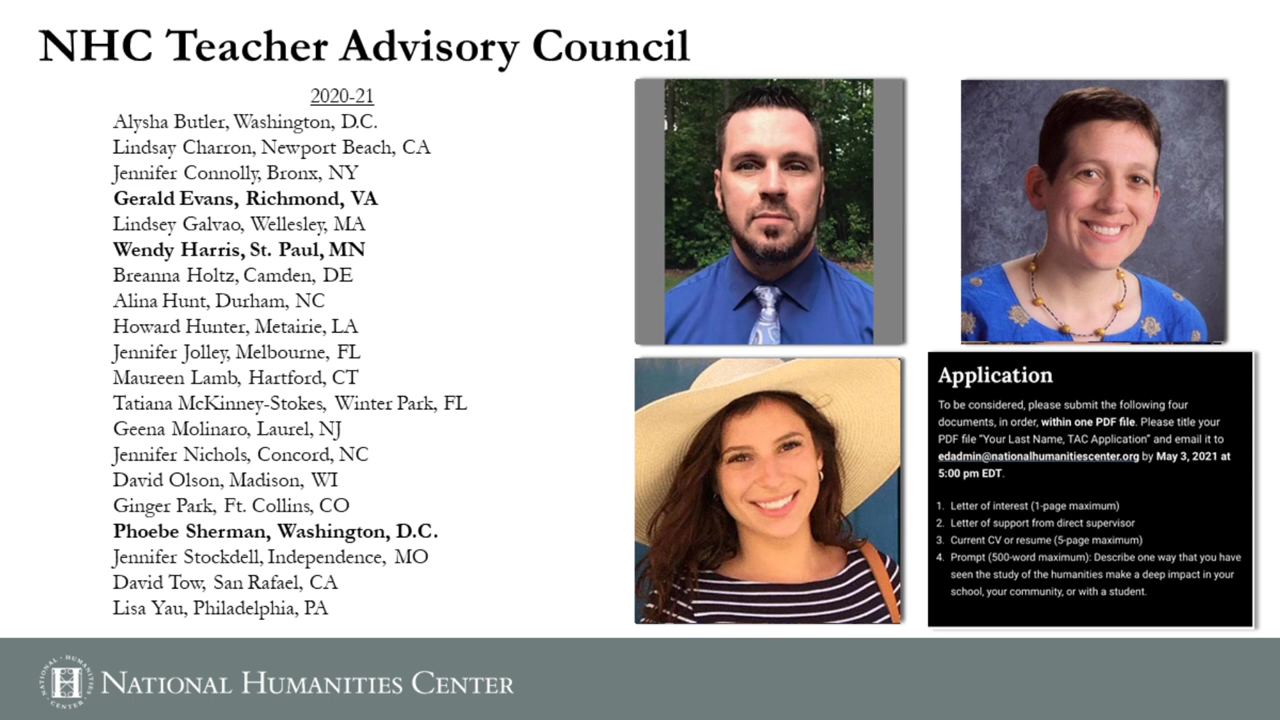 NHC Teacher Advisory Council
2020-21
Alysha Butler, Washington, D.C.
Lindsay Charron, Newport Beach, CA
Jennifer Connolly, Bronx, NY
Gerald Evans, Richmond, VA
Lindsey Galvao, Wellesley, MA
Wendy Harris, St. Paul, MN
Breanna Holtz, Camden, DE
Alina Hunt, Durham, NC
Howard Hunter, Metairie, LA
Jennifer Jolley, Melbourne, FL
Maureen Lamb, Hartford, CT
Tatiana McKinney-Stokes, Winter Park, FL
Geena Molinaro, Laurel, NJ
Jennifer Nichols, Concord, NC
David Olson, Madison, WI
Ginger Park, Ft. Collins, CO
Phoebe Sherman, Washington, D.C.
Jennifer Stockdell, Independence, MO
David Tow, San Rafael, CA
Lisa Yau, Philadelphia, PA
Application
To be considered, please submit the following four
documents, in order, within one PDF file. Please title your
PDF file “Your Last Name, TAC Application” and email it to
edadmin@nationalhumanitiescenter.org by May 3, 2021 at
5:00 pm EDT.
1. Letter of interest (1-page maximum)
2. Letter of support from direct supervisor
3. Current CV or resume (5-page maximum)
4. Prompt (500-word maximum): Describe one way that you have
seen the study of the humanities make a deep impact in your
school, your community, or with a student.
NATIONAL · HUMANITIES · CENTER
H
NATIONAL HUMANITIES CENTER